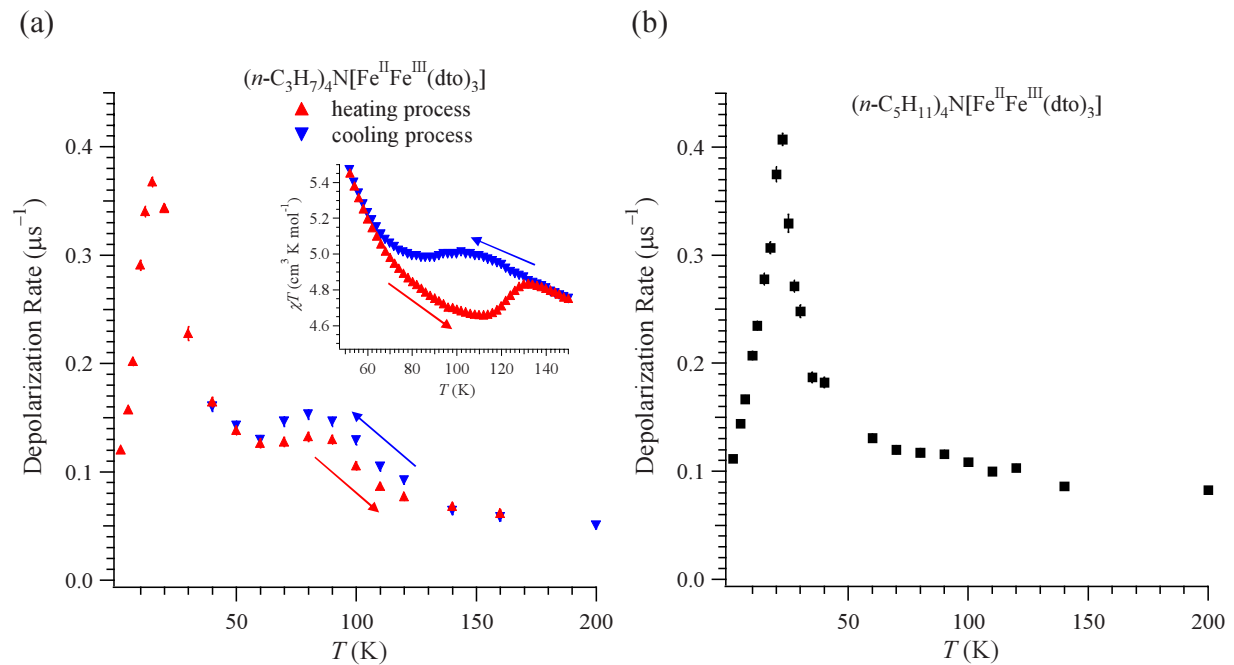 (a)
(n-C₃H₇)₄N[FeᴵᴵFeᴵᴵᴵ(dto)₃]
heating process
cooling process
Depolarization Rate (µs⁻¹)
0.4
0.3
0.2
0.1
0.0
50
100
150
200
T (K)
χT (cm³ K mol⁻¹)
5.4
5.2
5.0
4.8
4.6
60
80
100
120
140
T (K)
(b)
(n-C₅H₁₁)₄N[Feᴵᴵ​Feᴵᴵᴵ(dto)₃]
Depolarization Rate (µs⁻¹)
0.4
0.3
0.2
0.1
0.0
50
100
150
200
T (K)